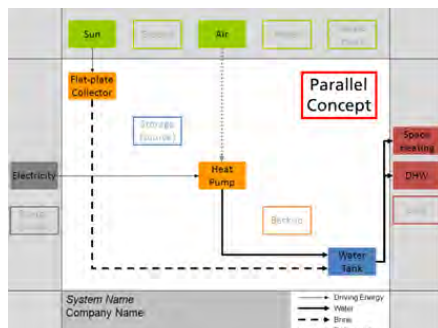 Sun
Air
Flat-plate
Collector
Parallel
Concept
Storage
(source)
Space
Heating
Electricity
Heat
Pump
DHW
Backup
Water
Tank
System Name
Company Name
Driving Energy
Water
Brine